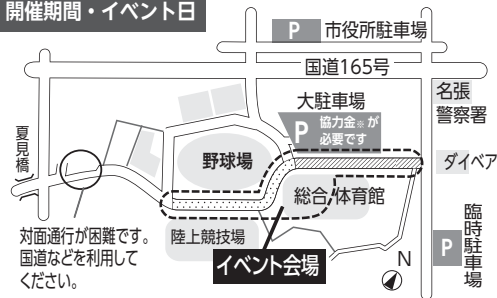 開催期間・イベント日
P 市役所駐車場
国道165号
名張
警察署
大駐車場
P 協力金※が
必要です
夏見橋
野球場
ダイベア
総合体育館
対面通行が困難です。
国道などを利用して
ください。
陸上競技場
イベント会場
N
P 臨時駐車場